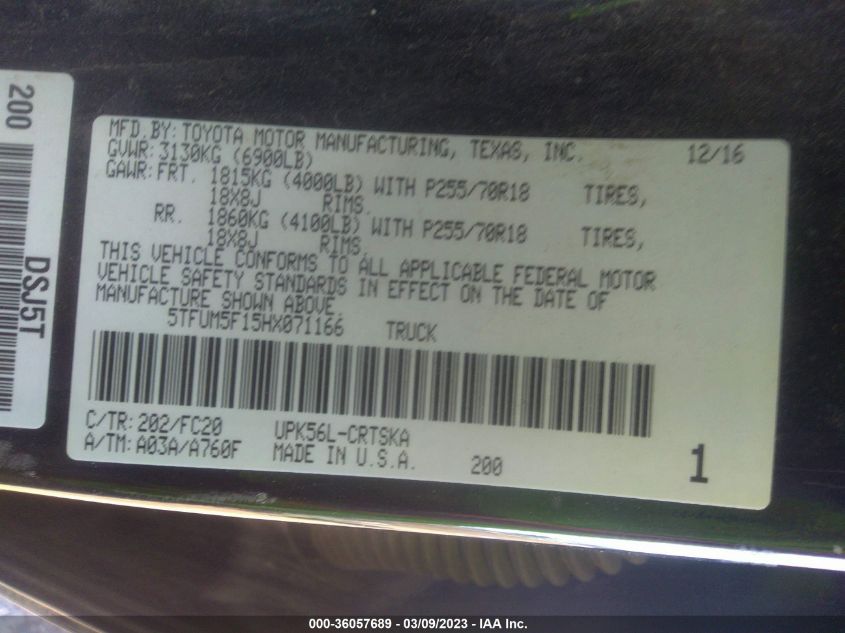 200
DSJ5T
MFD.BY: TOYOTA MOTOR MANUFACTURING, TEXAS, INC. 12/16
GVWR: 3130KG (6900LB)
GAWR: FRT. 1815KG (4000LB) WITH P255/70R18 TIRES,
18X8J RIMS.
RR. 1860KG (4100LB) WITH P255/70R18 TIRES,
18X8J RIMS.
THIS VEHICLE CONFORMS TO ALL APPLICABLE FEDERAL MOTOR
VEHICLE SAFETY STANDARDS IN EFFECT ON THE DATE OF
MANUFACTURE SHOWN ABOVE.
5TFUM5F15HX071166 TRUCK
C/TR: 202/FC20 UPK56L-CRTSKA
A/TM: A03A/A760F MADE IN U.S.A. 200 1
000-36057689 - 03/09/2023 - IAA Inc.